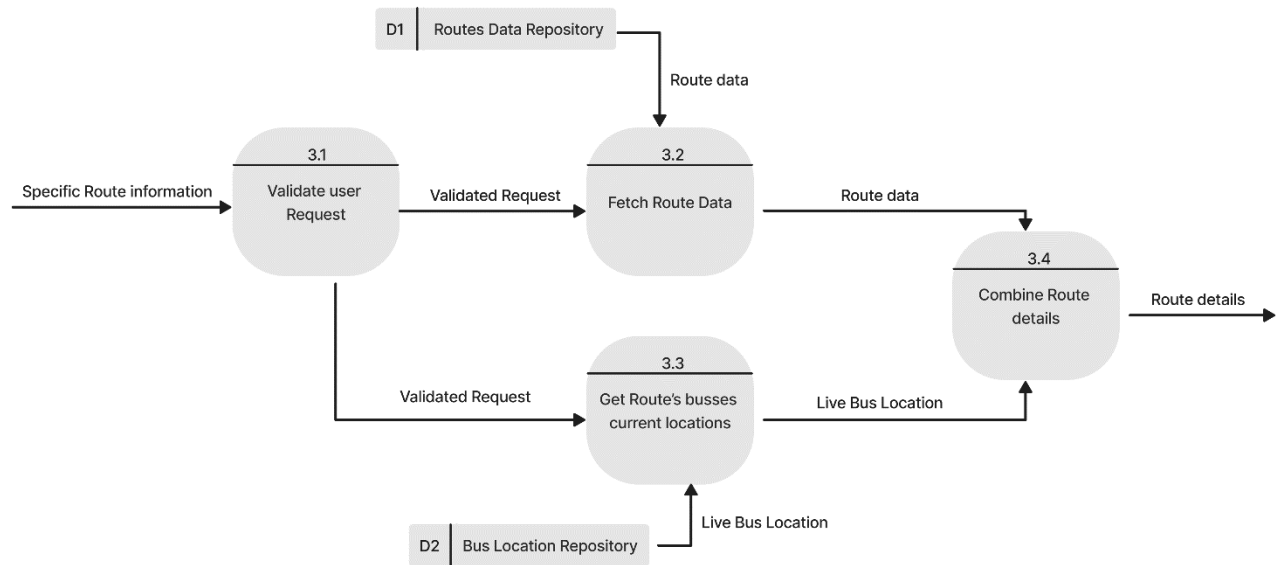 D1 Routes Data Repository
Route data
3.1
Validate user
Request
Specific Route information
Validated Request
3.2
Fetch Route Data
Route data
3.4
Combine Route
details
Route details
Validated Request
3.3
Get Route's busses
current locations
Live Bus Location
Live Bus Location
D2 Bus Location Repository